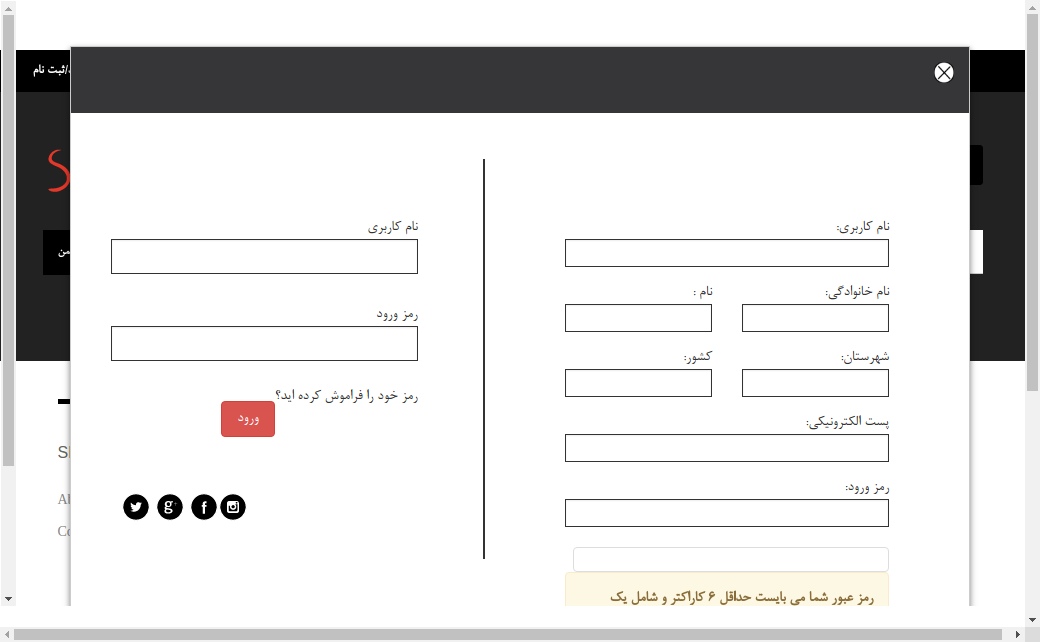 /ثبت نام
نام کاربری:
نام خانوادگی:
نام :
شهرستان:
کشور:
پست الکترونیکی:
رمز ورود:
رمز عبور شما می بایست حداقل ۶ کاراکتر و شامل یک
نام کاربری
رمز ورود
رمز خود را فراموش کرده اید؟
ورود
S
من